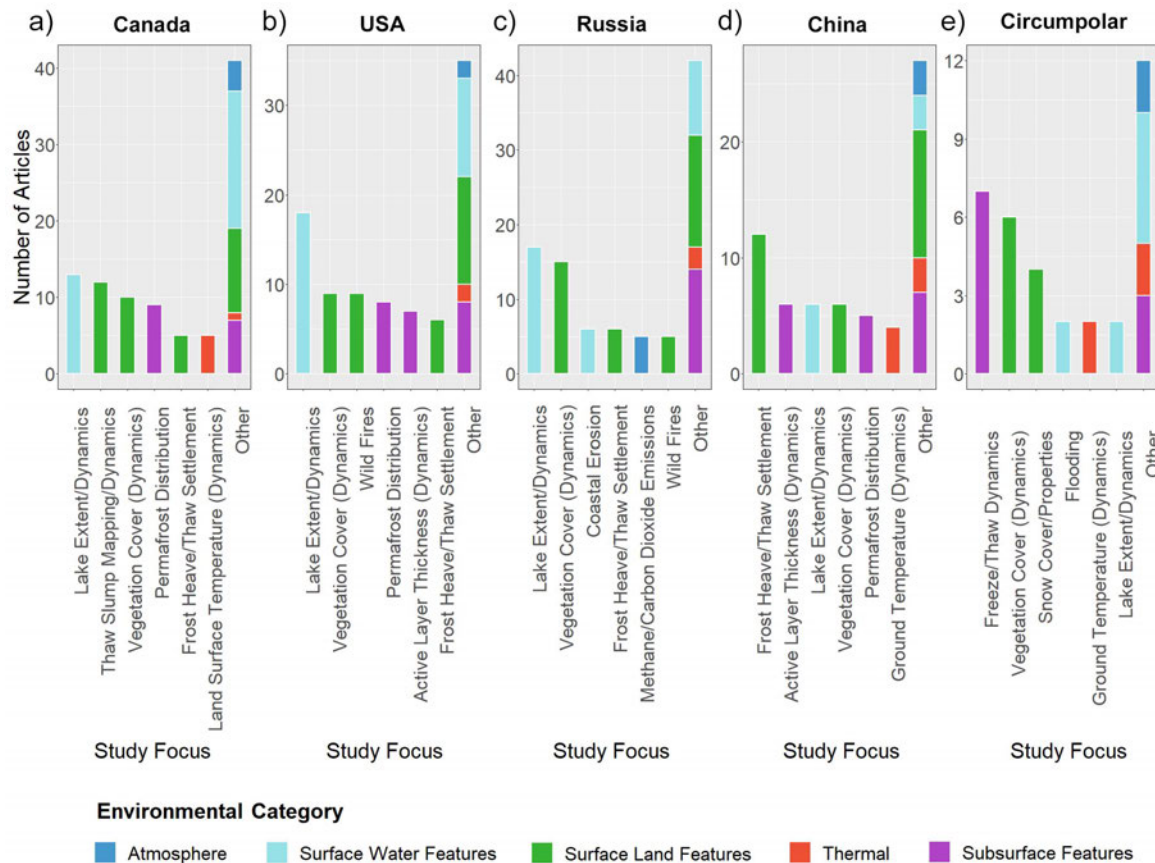 a)
Canada
b)
USA
c)
Russia
d)
China
e)
Circumpolar
Number of Articles
40
30
20
10
0
30
20
10
0
40
30
20
10
0
20
10
0
12
9
6
3
0
Lake Extent/Dynamics
Thaw Slump Mapping/Dynamics
Vegetation Cover (Dynamics)
Permafrost Distribution
Frost Heave/Thaw Settlement
Land Surface Temperature (Dynamics)
Other
Lake Extent/Dynamics
Vegetation Cover (Dynamics)
Wild Fires
Permafrost Distribution
Active Layer Thickness (Dynamics)
Frost Heave/Thaw Settlement
Other
Lake Extent/Dynamics
Vegetation Cover (Dynamics)
Coastal Erosion
Frost Heave/Thaw Settlement
Methane/Carbon Dioxide Emissions
Wild Fires
Other
Frost Heave/Thaw Settlement
Active Layer Thickness (Dynamics)
Lake Extent/Dynamics
Vegetation Cover (Dynamics)
Permafrost Distribution
Ground Temperature (Dynamics)
Other
Freeze/Thaw Dynamics
Vegetation Cover (Dynamics)
Snow Cover/Properties
Flooding
Ground Temperature (Dynamics)
Lake Extent/Dynamics
Other
Study Focus
Study Focus
Study Focus
Study Focus
Study Focus
Environmental Category
Atmosphere
Surface Water Features
Surface Land Features
Thermal
Subsurface Features